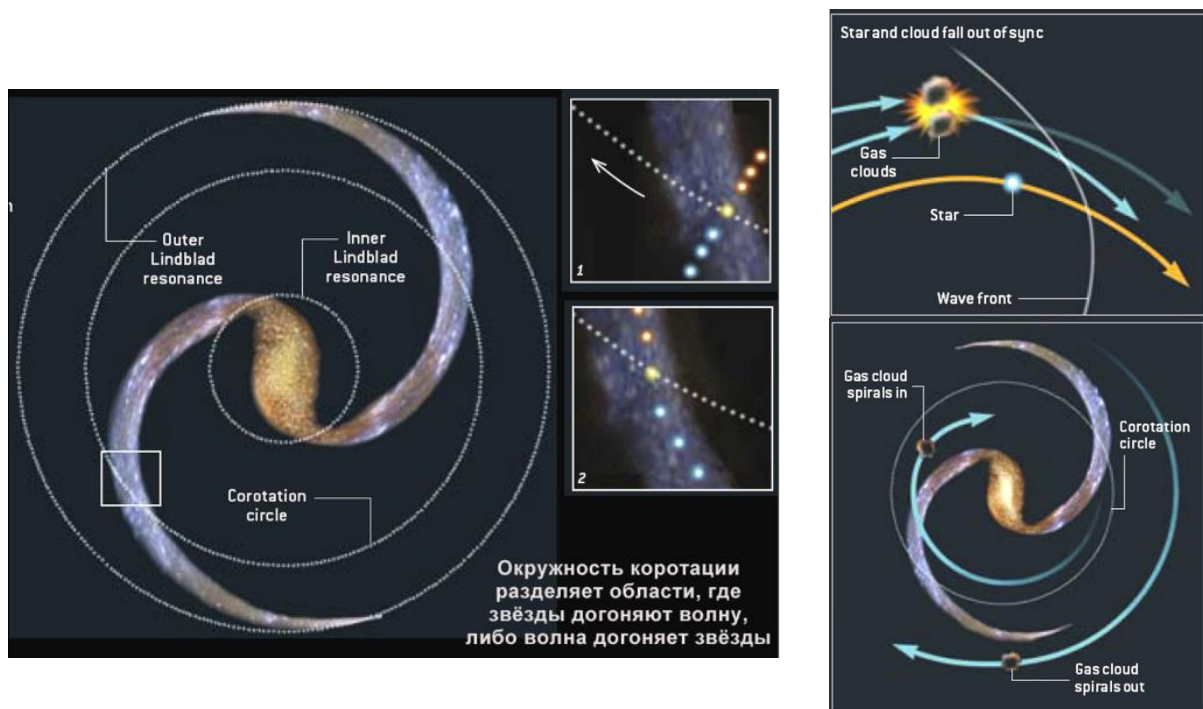 Outer
Lindblad
resonance
Inner
Lindblad
resonance
Corotation
circle
1
2
Окружность коротации
разделяет области, где
звёзды догоняют волну,
либо волна догоняет звёзды
Star and cloud fall out of sync
Gas
clouds
Star
Wave front
Gas cloud
spirals in
Corotation
circle
Gas cloud
spirals out